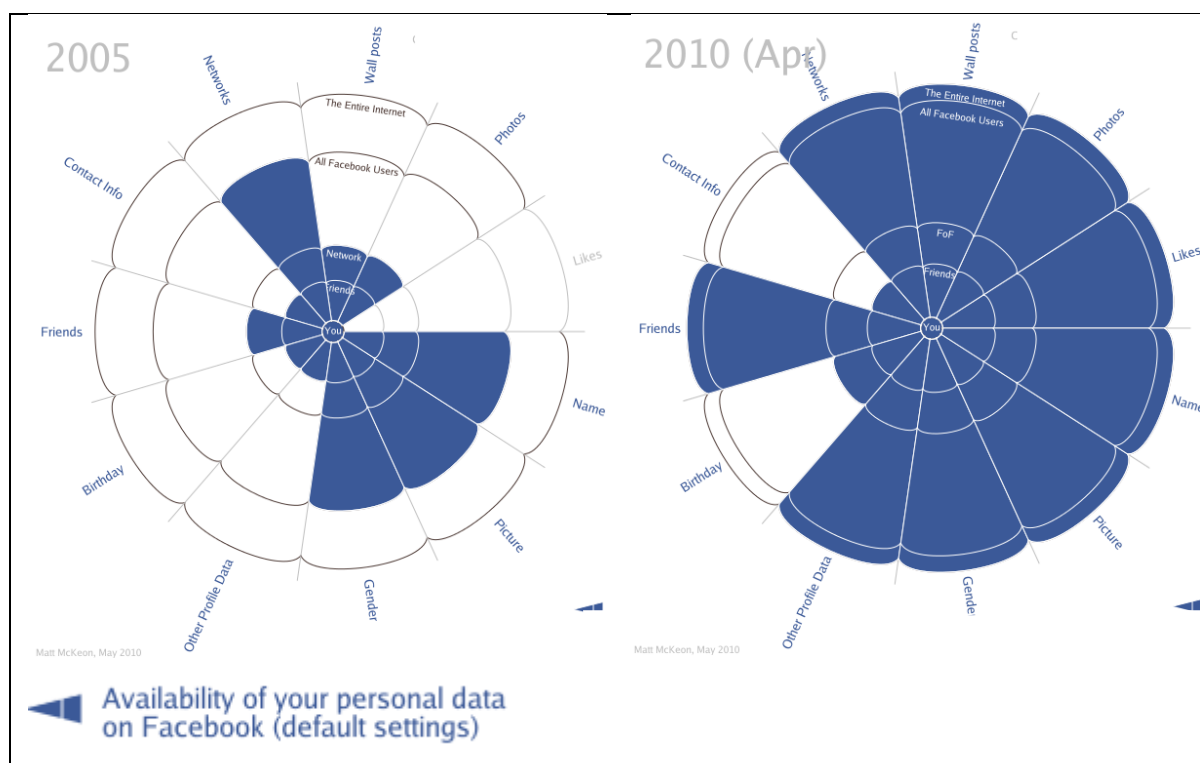 2005
Wall posts
Networks
The Entire Internet
Photos
All Facebook Users
Contact Info
Likes
Network
Friends
You
Friends
Name
Birthday
Picture
Other Profile Data
Gender
Matt McKeon, May 2010
2010 (Apr)
Wall posts
Networks
The Entire Internet
Photos
All Facebook Users
Contact Info
FoF
Likes
Friends
You
Friends
Name
Birthday
Picture
Other Profile Data
Gende
Matt McKeon, May 2010
Availability of your personal data
on Facebook (default settings)